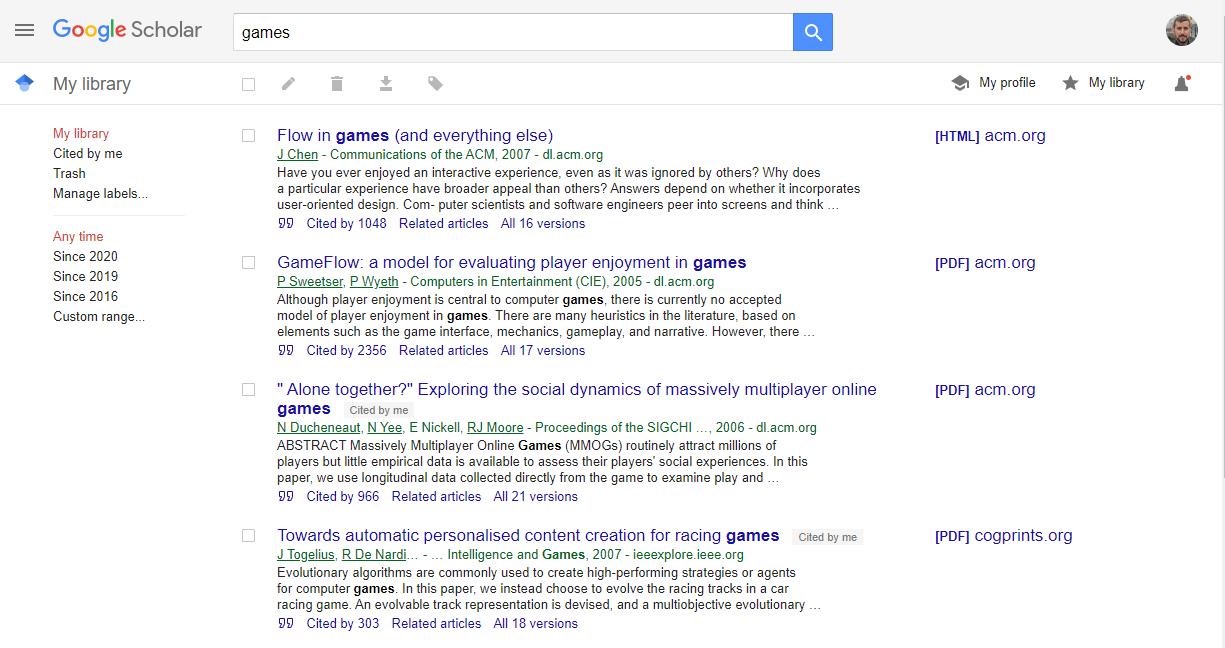 Google Scholar
games
My library
My profile
My library
My library
Cited by me
Trash
Manage labels...
Any time
Since 2020
Since 2019
Since 2016
Custom range...
Flow in games (and everything else)
[HTML] acm.org
J Chen - Communications of the ACM, 2007 - dl.acm.org
Have you ever enjoyed an interactive experience, even as it was ignored by others? Why does
a particular experience have broader appeal than others? Answers depend on whether it incorporates
user-oriented design. Com- puter scientists and software engineers peer into screens and think …
Cited by 1048 Related articles All 16 versions
GameFlow: a model for evaluating player enjoyment in games
[PDF] acm.org
P Sweetser, P Wyeth - Computers in Entertainment (CIE), 2005 - dl.acm.org
Although player enjoyment is central to computer games, there is currently no accepted
model of player enjoyment in games. There are many heuristics in the literature, based on
elements such as the game interface, mechanics, gameplay, and narrative. However, there …
Cited by 2356 Related articles All 17 versions
" Alone together?" Exploring the social dynamics of massively multiplayer online
games Cited by me
[PDF] acm.org
N Ducheneaut, N Yee, E Nickell, RJ Moore - Proceedings of the SIGCHI …, 2006 - dl.acm.org
ABSTRACT Massively Multiplayer Online Games (MMOGs) routinely attract millions of
players but little empirical data is available to assess their players' social experiences. In this
paper, we use longitudinal data collected directly from the game to examine play and …
Cited by 966 Related articles All 21 versions
Towards automatic personalised content creation for racing games Cited by me
[PDF] cogprints.org
J Togelius, R De Nardi… - … Intelligence and Games, 2007 - ieeexplore.ieee.org
Evolutionary algorithms are commonly used to create high-performing strategies or agents
for computer games. In this paper, we instead choose to evolve the racing tracks in a car
racing game. An evolvable track representation is devised, and a multiobjective evolutionary …
Cited by 303 Related articles All 18 versions